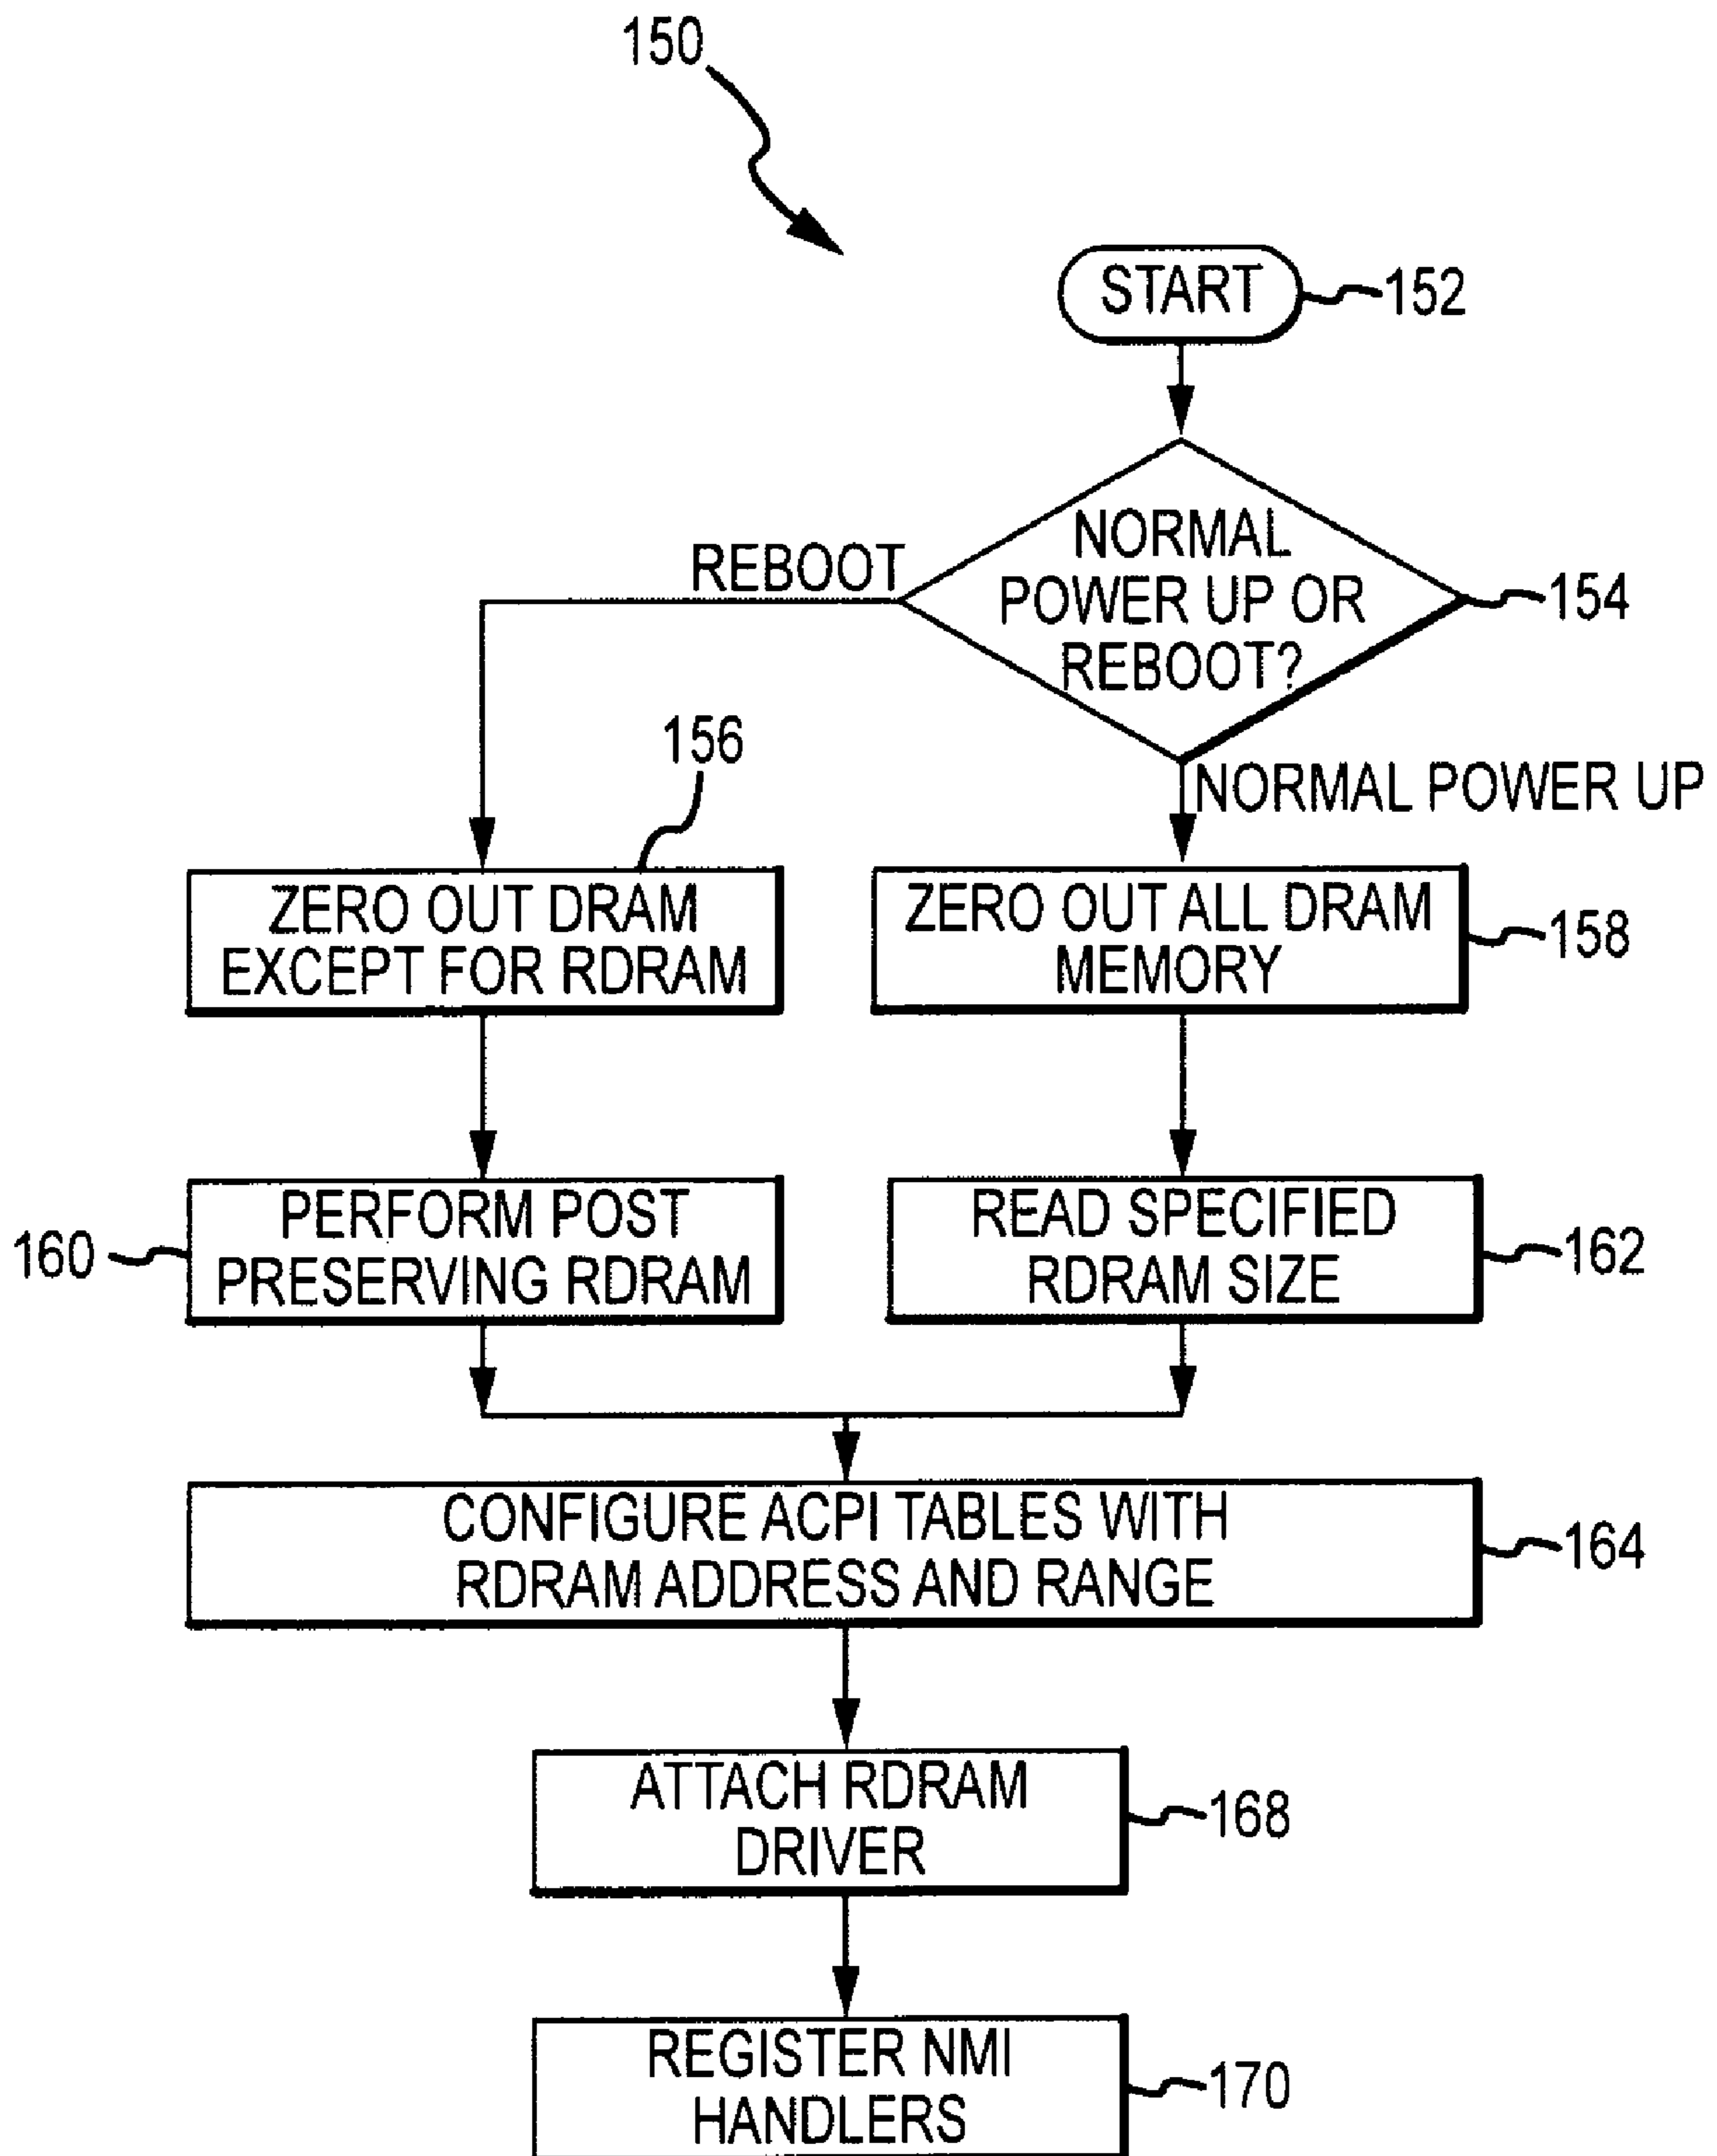 150
START
152
NORMAL
POWER UP OR
REBOOT?
154
REBOOT
NORMAL POWER UP
156
ZERO OUT DRAM
EXCEPT FOR RDRAM
ZERO OUT ALL DRAM
MEMORY
158
160
PERFORM POST
PRESERVING RDRAM
READ SPECIFIED
RDRAM SIZE
162
CONFIGURE ACPI TABLES WITH
RDRAM ADDRESS AND RANGE
164
ATTACH RDRAM
DRIVER
168
REGISTER NMI
HANDLERS
170